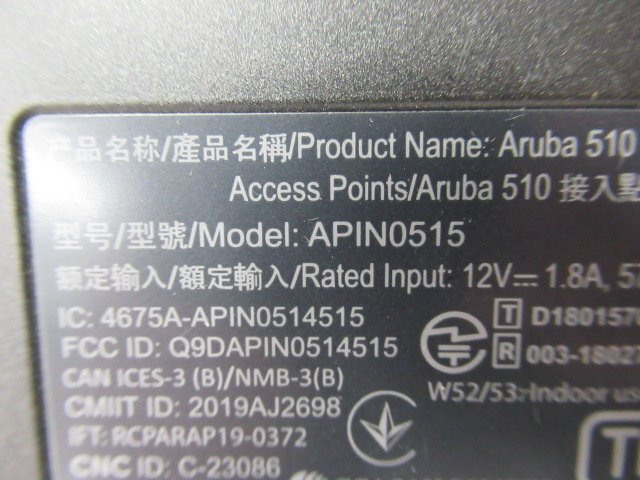 产品名称/產品名稱/Product Name: Aruba 510
Access Points/Aruba 510 接入點
型号/型號/Model: APIN0515
额定输入/額定輸入/Rated Input: 12V⎓ 1.8A, 57
IC: 4675A-APIN0514515
FCC ID: Q9DAPIN0514515
CAN ICES-3 (B)/NMB-3(B)
CMIIT ID: 2019AJ2698
IFT: RCPARAP19-0372
CNC ID: C-23086
T D180157
R 003-1802
W52/53: Indoor us